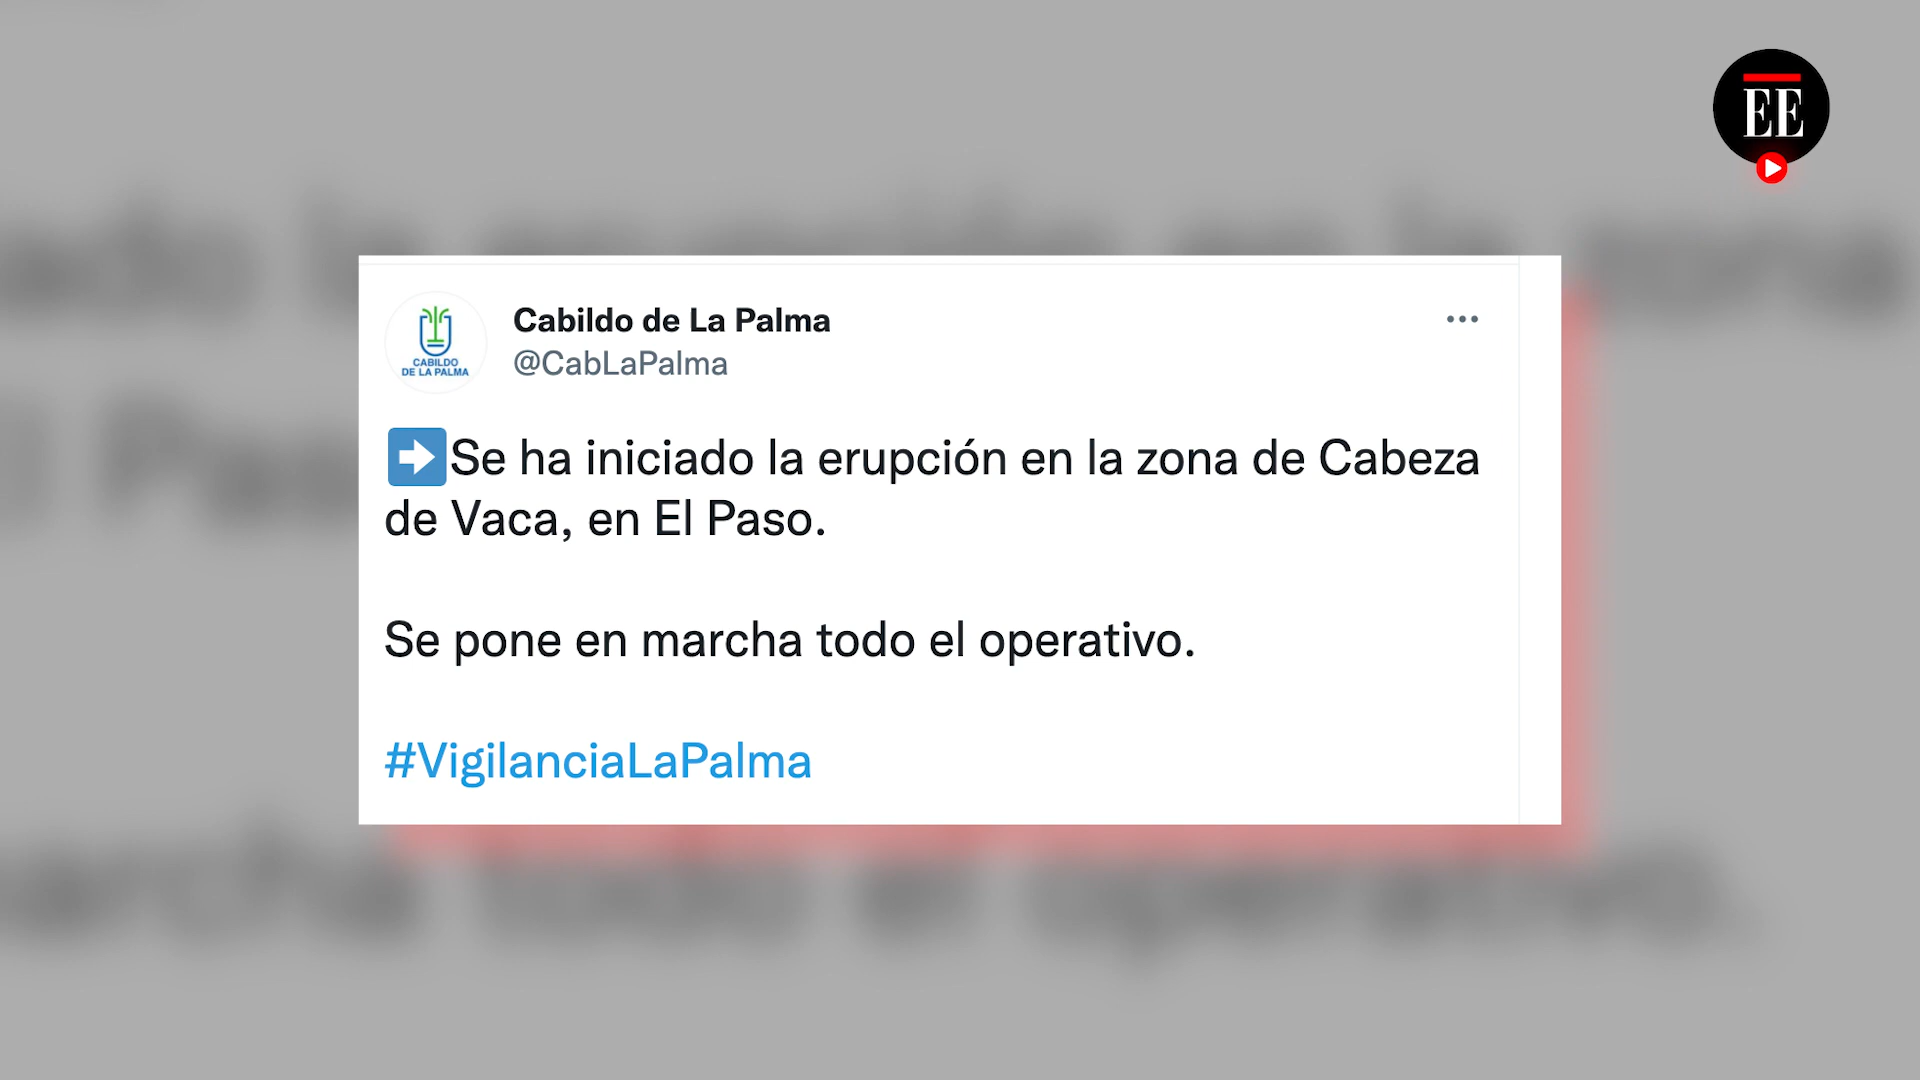 EE
Cabildo de La Palma
@CabLaPalma
CABILDO
DE LA PALMA
➡️Se ha iniciado la erupción en la zona de Cabeza
de Vaca, en El Paso.
Se pone en marcha todo el operativo.
#VigilanciaLaPalma